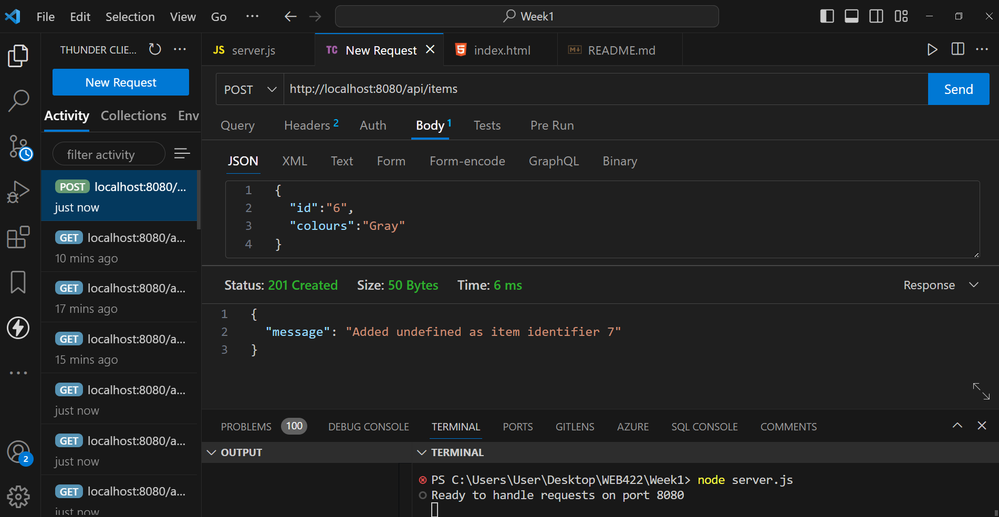 File Edit Selection View Go ··· Week1
THUNDER CLIE... ···
New Request
Activity Collections Env
filter activity
POST localhost:8080/...
just now
GET localhost:8080/a...
10 mins ago
GET localhost:8080/a...
17 mins ago
GET localhost:8080/a...
15 mins ago
GET localhost:8080/a...
just now
GET localhost:8080/a...
just now
GET localhost:8080/a...
just now
2
JS server.js TC New Request index.html README.md
POST http://localhost:8080/api/items Send
Query Headers 2 Auth Body 1 Tests Pre Run
JSON XML Text Form Form-encode GraphQL Binary
1 {
2 "id":"6",
3 "colours":"Gray"
4 }
Status: 201 Created Size: 50 Bytes Time: 6 ms Response
1 {
2 "message": "Added undefined as item identifier 7"
3 }
PROBLEMS 100 DEBUG CONSOLE TERMINAL PORTS GITLENS AZURE SQL CONSOLE COMMENTS
OUTPUT TERMINAL
PS C:\Users\User\Desktop\WEB422\Week1> node server.js
Ready to handle requests on port 8080